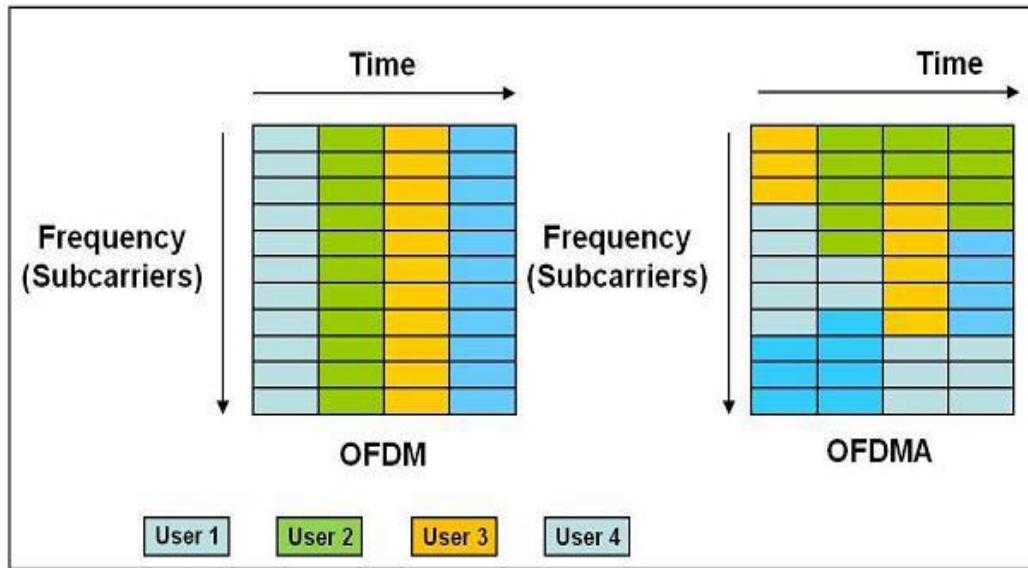 Time
Frequency
(Subcarriers)
OFDM
Time
Frequency
(Subcarriers)
OFDMA
User 1
User 2
User 3
User 4